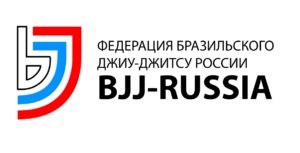 ФЕДЕРАЦИЯ БРАЗИЛЬСКОГО
ДЖИУ-ДЖИТСУ РОССИИ
BJJ-RUSSIA